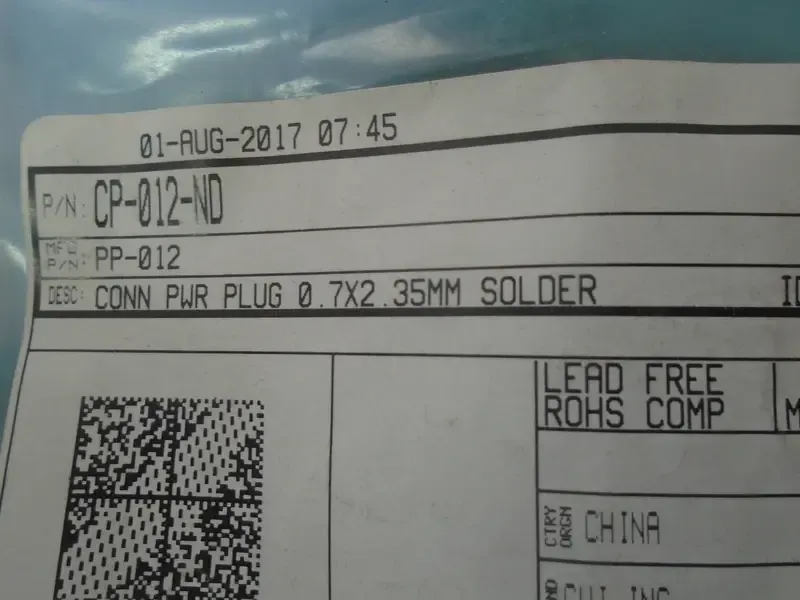 01-AUG-2017 07:45
P/N: CP-012-ND
MFG P/N: PP-012
DESC: CONN PWR PLUG 0.7X2.35MM SOLDER
LEAD FREE
ROHS COMP
CTRY ORGN CHINA